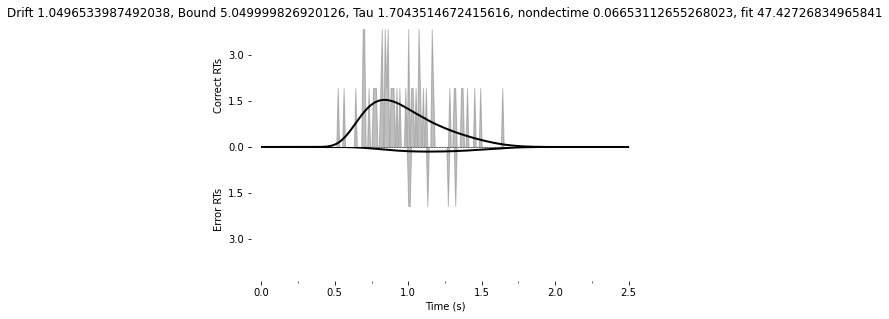 Drift 1.0496533987492038, Bound 5.049999826920126, Tau 1.7043514672415616, nondectime 0.06653112655268023, fit 47.42726834965841
3.0
1.5
0.0
1.5
3.0
Correct RTs
Error RTs
0.0 0.5 1.0 1.5 2.0 2.5
Time (s)